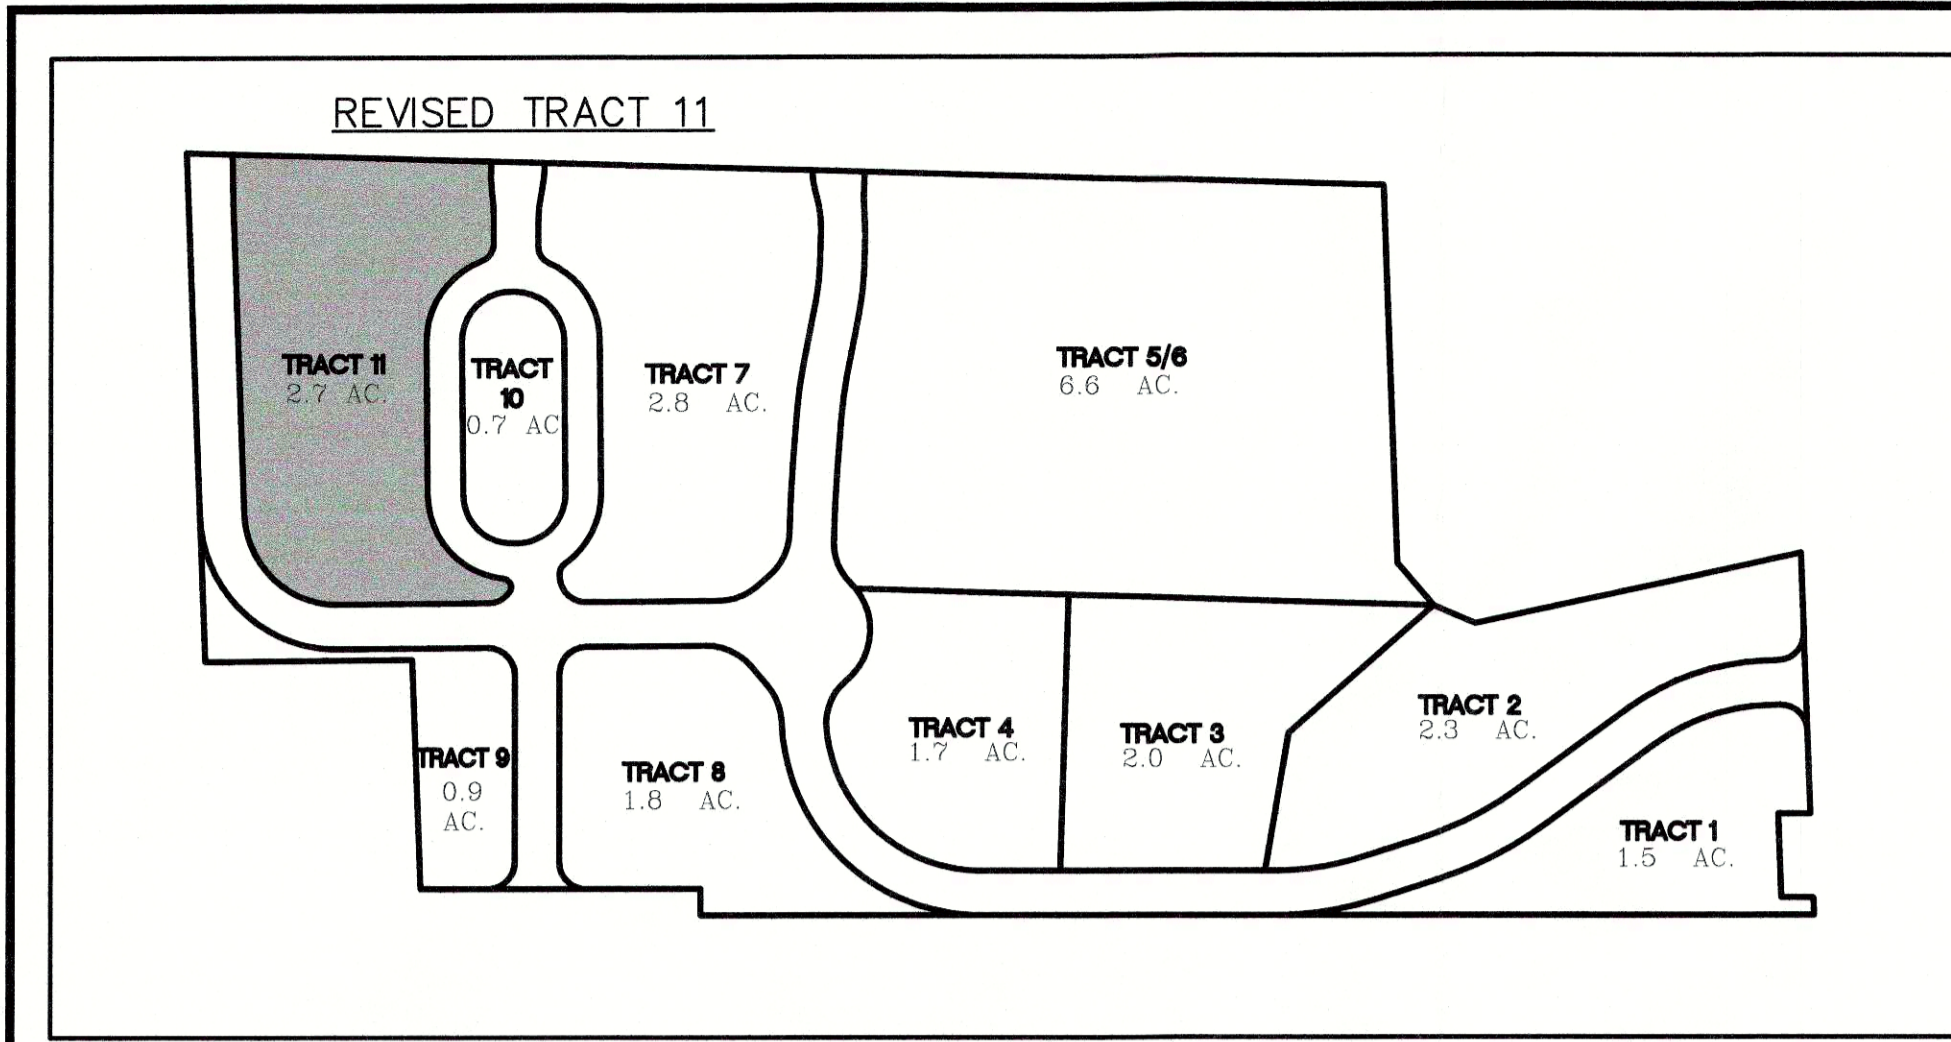 REVISED TRACT 11
TRACT 11
2.7 AC.
TRACT
10
0.7 AC
TRACT 7
2.8 AC.
TRACT 5/6
6.6 AC.
TRACT 4
1.7 AC.
TRACT 3
2.0 AC.
TRACT 2
2.3 AC.
TRACT 9
0.9
AC.
TRACT 8
1.8 AC.
TRACT 1
1.5 AC.